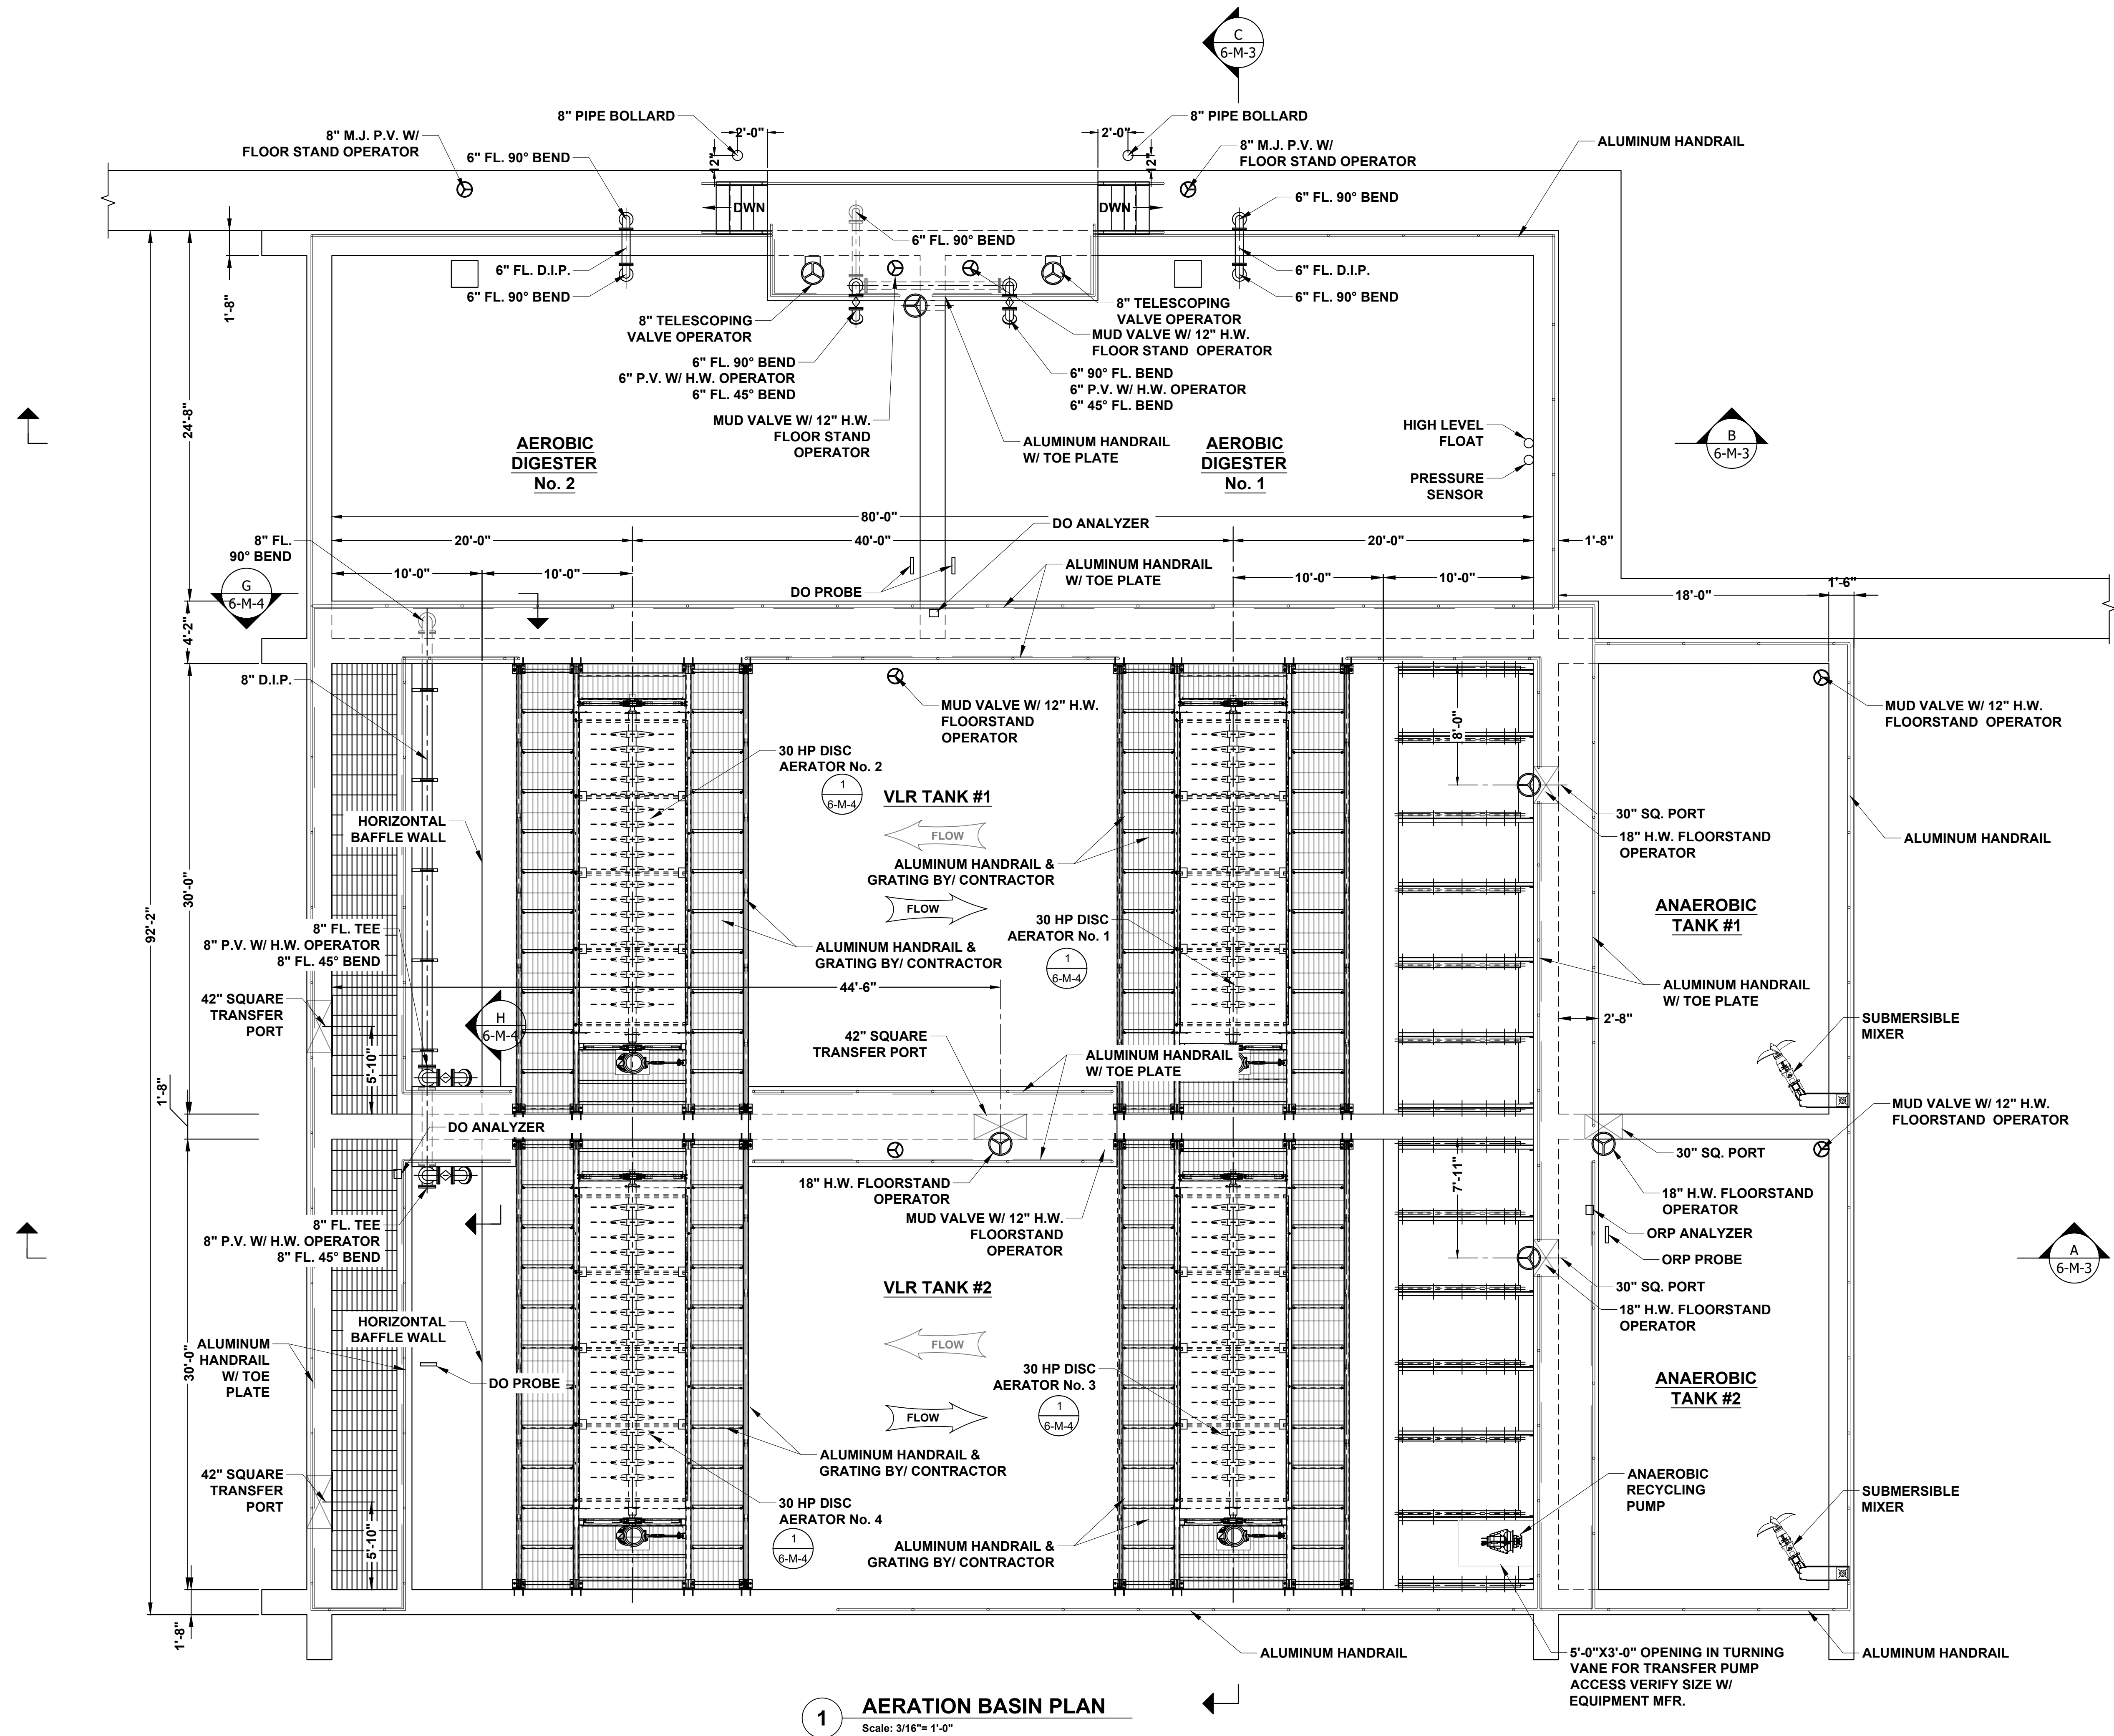 C
6-M-3
8" PIPE BOLLARD
8" PIPE BOLLARD
2'-0"
2'-0"
12"
12"
8" M.J. P.V. W/
FLOOR STAND OPERATOR
6" FL. 90° BEND
8" M.J. P.V. W/
FLOOR STAND OPERATOR
ALUMINUM HANDRAIL
6" FL. 90° BEND
DWN
DWN
6" FL. 90° BEND
6" FL. D.I.P.
6" FL. 90° BEND
6" FL. D.I.P.
6" FL. 90° BEND
1'-8"
8" TELESCOPING
VALVE OPERATOR
8" TELESCOPING
VALVE OPERATOR
MUD VALVE W/ 12" H.W.
FLOOR STAND OPERATOR
6" FL. 90° BEND
6" P.V. W/ H.W. OPERATOR
6" FL. 45° BEND
6" 90° FL. BEND
6" P.V. W/ H.W. OPERATOR
6" 45° FL. BEND
MUD VALVE W/ 12" H.W.
FLOOR STAND
OPERATOR
24'-8"
AEROBIC
DIGESTER
No. 2
ALUMINUM HANDRAIL
W/ TOE PLATE
AEROBIC
DIGESTER
No. 1
HIGH LEVEL
FLOAT
PRESSURE
SENSOR
B
6-M-3
80'-0"
DO ANALYZER
20'-0"
40'-0"
20'-0"
1'-8"
8" FL.
90° BEND
10'-0"
10'-0"
ALUMINUM HANDRAIL
W/ TOE PLATE
10'-0"
10'-0"
DO PROBE
G
6-M-4
18'-0"
1'-6"
4'-2"
8" D.I.P.
MUD VALVE W/ 12" H.W.
FLOORSTAND
OPERATOR
MUD VALVE W/ 12" H.W.
FLOORSTAND OPERATOR
8'-0"
30 HP DISC
AERATOR No. 2
1
6-M-4
VLR TANK #1
FLOW
HORIZONTAL
BAFFLE WALL
30" SQ. PORT
18" H.W. FLOORSTAND
OPERATOR
ALUMINUM HANDRAIL
ALUMINUM HANDRAIL &
GRATING BY/ CONTRACTOR
FLOW
30'-0"
92'-2"
30 HP DISC
AERATOR No. 1
1
6-M-4
ANAEROBIC
TANK #1
8" FL. TEE
8" P.V. W/ H.W. OPERATOR
8" FL. 45° BEND
ALUMINUM HANDRAIL &
GRATING BY/ CONTRACTOR
44'-6"
42" SQUARE
TRANSFER
PORT
ALUMINUM HANDRAIL
W/ TOE PLATE
H
6-M-4
2'-8"
SUBMERSIBLE
MIXER
42" SQUARE
TRANSFER PORT
ALUMINUM HANDRAIL
W/ TOE PLATE
5'-10"
1'-8"
MUD VALVE W/ 12" H.W.
FLOORSTAND OPERATOR
DO ANALYZER
30" SQ. PORT
18" H.W. FLOORSTAND
OPERATOR
7'-11"
18" H.W. FLOORSTAND
OPERATOR
8" FL. TEE
8" P.V. W/ H.W. OPERATOR
8" FL. 45° BEND
MUD VALVE W/ 12" H.W.
FLOORSTAND
OPERATOR
ORP ANALYZER
ORP PROBE
A
6-M-3
VLR TANK #2
30" SQ. PORT
18" H.W. FLOORSTAND
OPERATOR
HORIZONTAL
BAFFLE WALL
FLOW
ALUMINUM
HANDRAIL
W/ TOE
PLATE
30'-0"
DO PROBE
30 HP DISC
AERATOR No. 3
1
6-M-4
ANAEROBIC
TANK #2
FLOW
ALUMINUM HANDRAIL &
GRATING BY/ CONTRACTOR
42" SQUARE
TRANSFER
PORT
5'-10"
30 HP DISC
AERATOR No. 4
1
6-M-4
ANAEROBIC
RECYCLING
PUMP
SUBMERSIBLE
MIXER
ALUMINUM HANDRAIL &
GRATING BY/ CONTRACTOR
1'-8"
ALUMINUM HANDRAIL
5'-0"X3'-0" OPENING IN TURNING
VANE FOR TRANSFER PUMP
ACCESS VERIFY SIZE W/
EQUIPMENT MFR.
ALUMINUM HANDRAIL
1
AERATION BASIN PLAN
Scale: 3/16"= 1'-0"